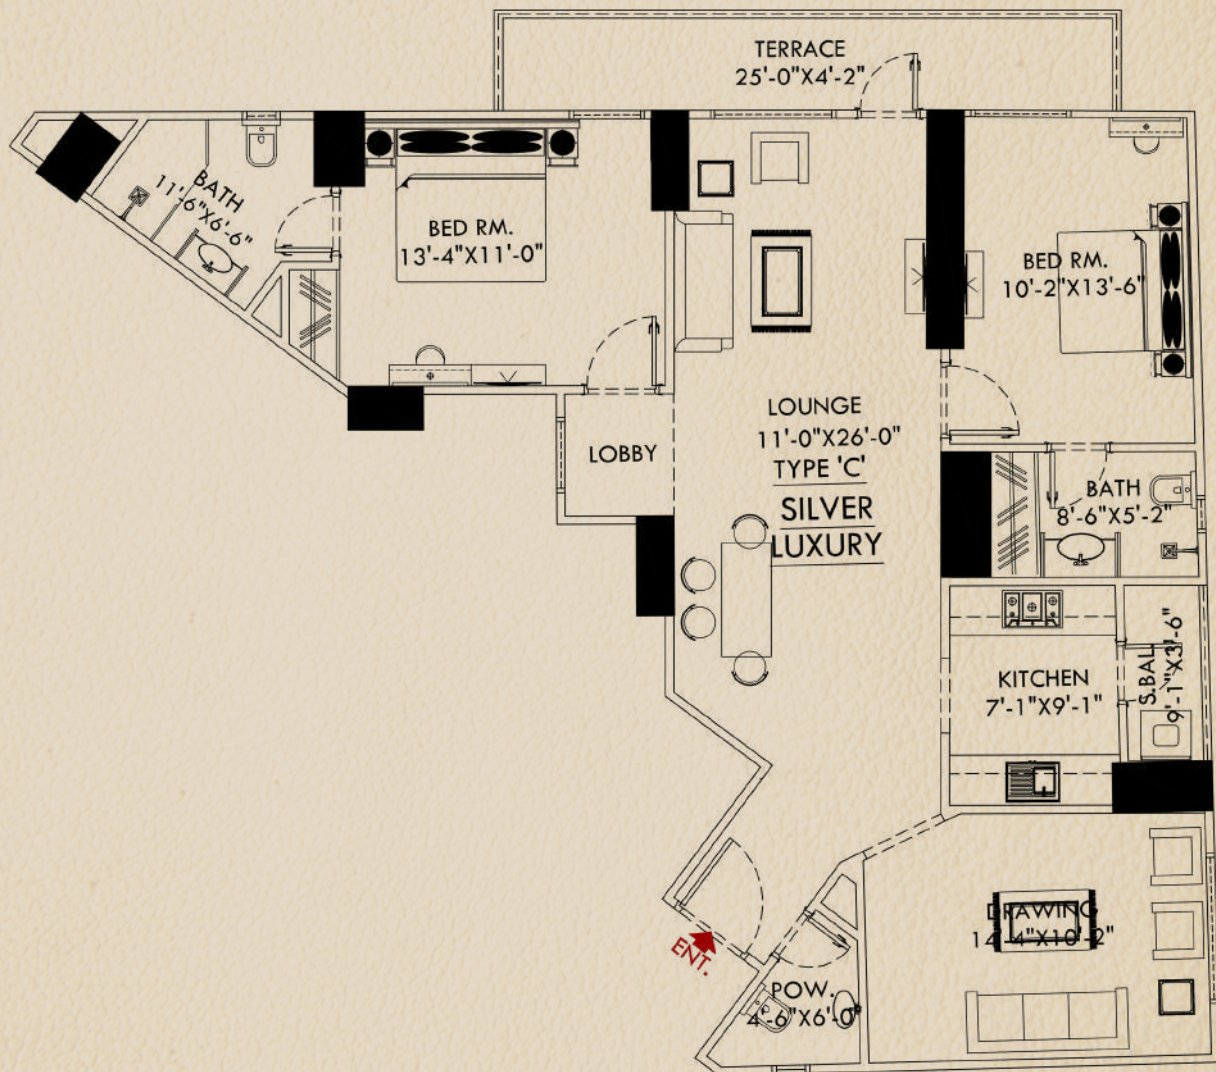 TERRACE
25'-0"X4'-2"
BATH
11'-6"X6'-6"
BED RM.
13'-4"X11'-0"
BED RM.
10'-2"X13'-6"
LOBBY
LOUNGE
11'-0"X26'-0"
TYPE 'C'
SILVER
LUXURY
BATH
8'-6"X5'-2"
KITCHEN
7'-1"X9'-1"
S.BAL.
9'-1"X3'-6"
DRAWING
14'-4"X10'-2"
ENT.
POW.
4'-6"X6'-0"